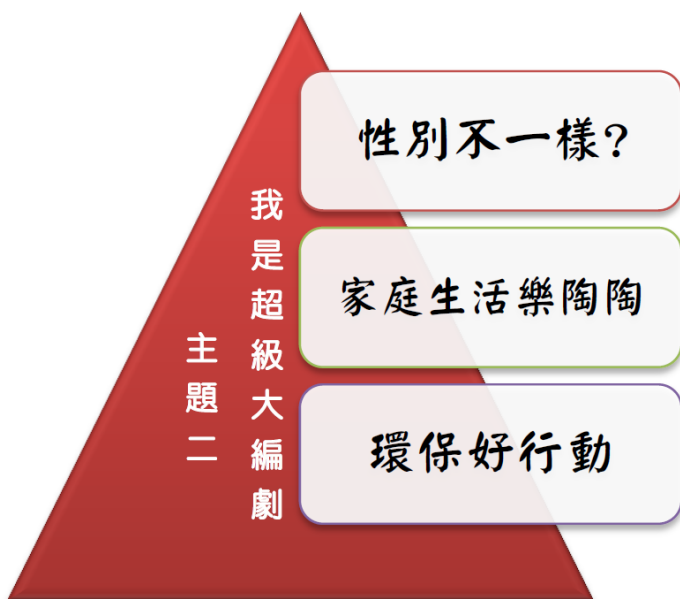 主題二
我是超級大編劇
性別不一樣？
家庭生活樂陶陶
環保好行動